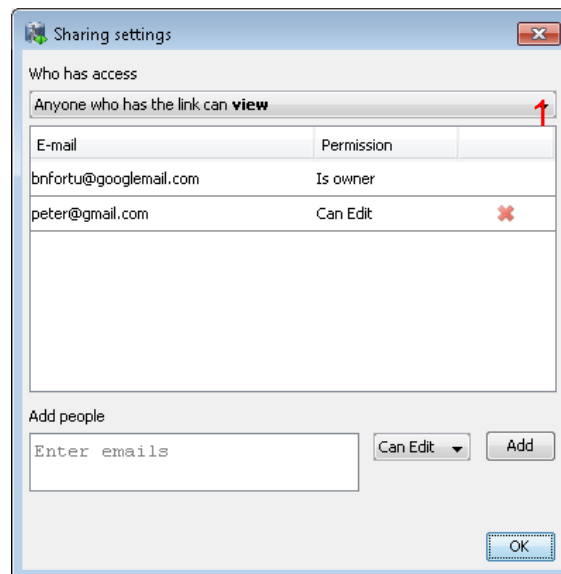 Sharing settings
Who has access
Anyone who has the link can view
1
E-mail Permission
bnfortu@googlemail.com Is owner
peter@gmail.com Can Edit
Add people
Enter emails Can Edit Add
OK